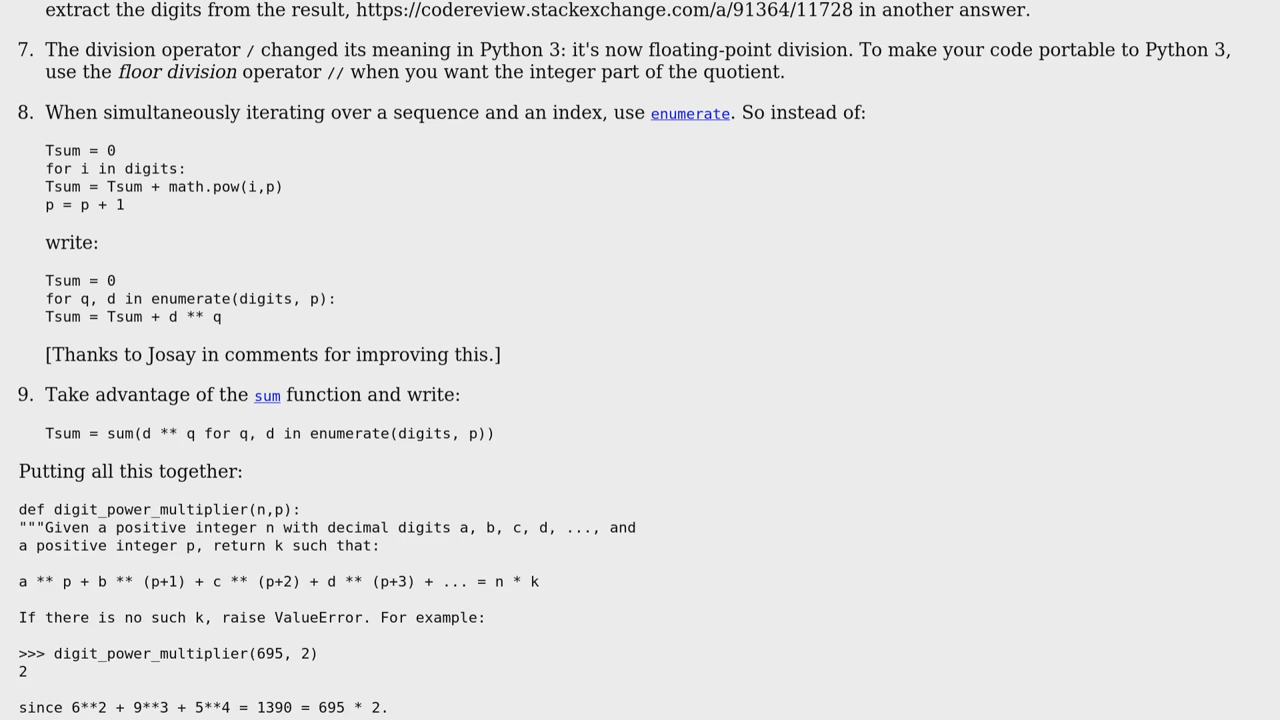 extract the digits from the result, https://codereview.stackexchange.com/a/91364/11728 in another answer.
7. The division operator / changed its meaning in Python 3: it's now floating-point division. To make your code portable to Python 3,
use the floor division operator // when you want the integer part of the quotient.
8. When simultaneously iterating over a sequence and an index, use enumerate. So instead of:
Tsum = 0
for i in digits:
Tsum = Tsum + math.pow(i,p)
p = p + 1
write:
Tsum = 0
for q, d in enumerate(digits, p):
Tsum = Tsum + d ** q
[Thanks to Josay in comments for improving this.]
9. Take advantage of the sum function and write:
Tsum = sum(d ** q for q, d in enumerate(digits, p))
Putting all this together:
def digit_power_multiplier(n,p):
"""Given a positive integer n with decimal digits a, b, c, d, ..., and
a positive integer p, return k such that:
a ** p + b ** (p+1) + c ** (p+2) + d ** (p+3) + ... = n * k
If there is no such k, raise ValueError. For example:
>>> digit_power_multiplier(695, 2)
2
since 6**2 + 9**3 + 5**4 = 1390 = 695 * 2.